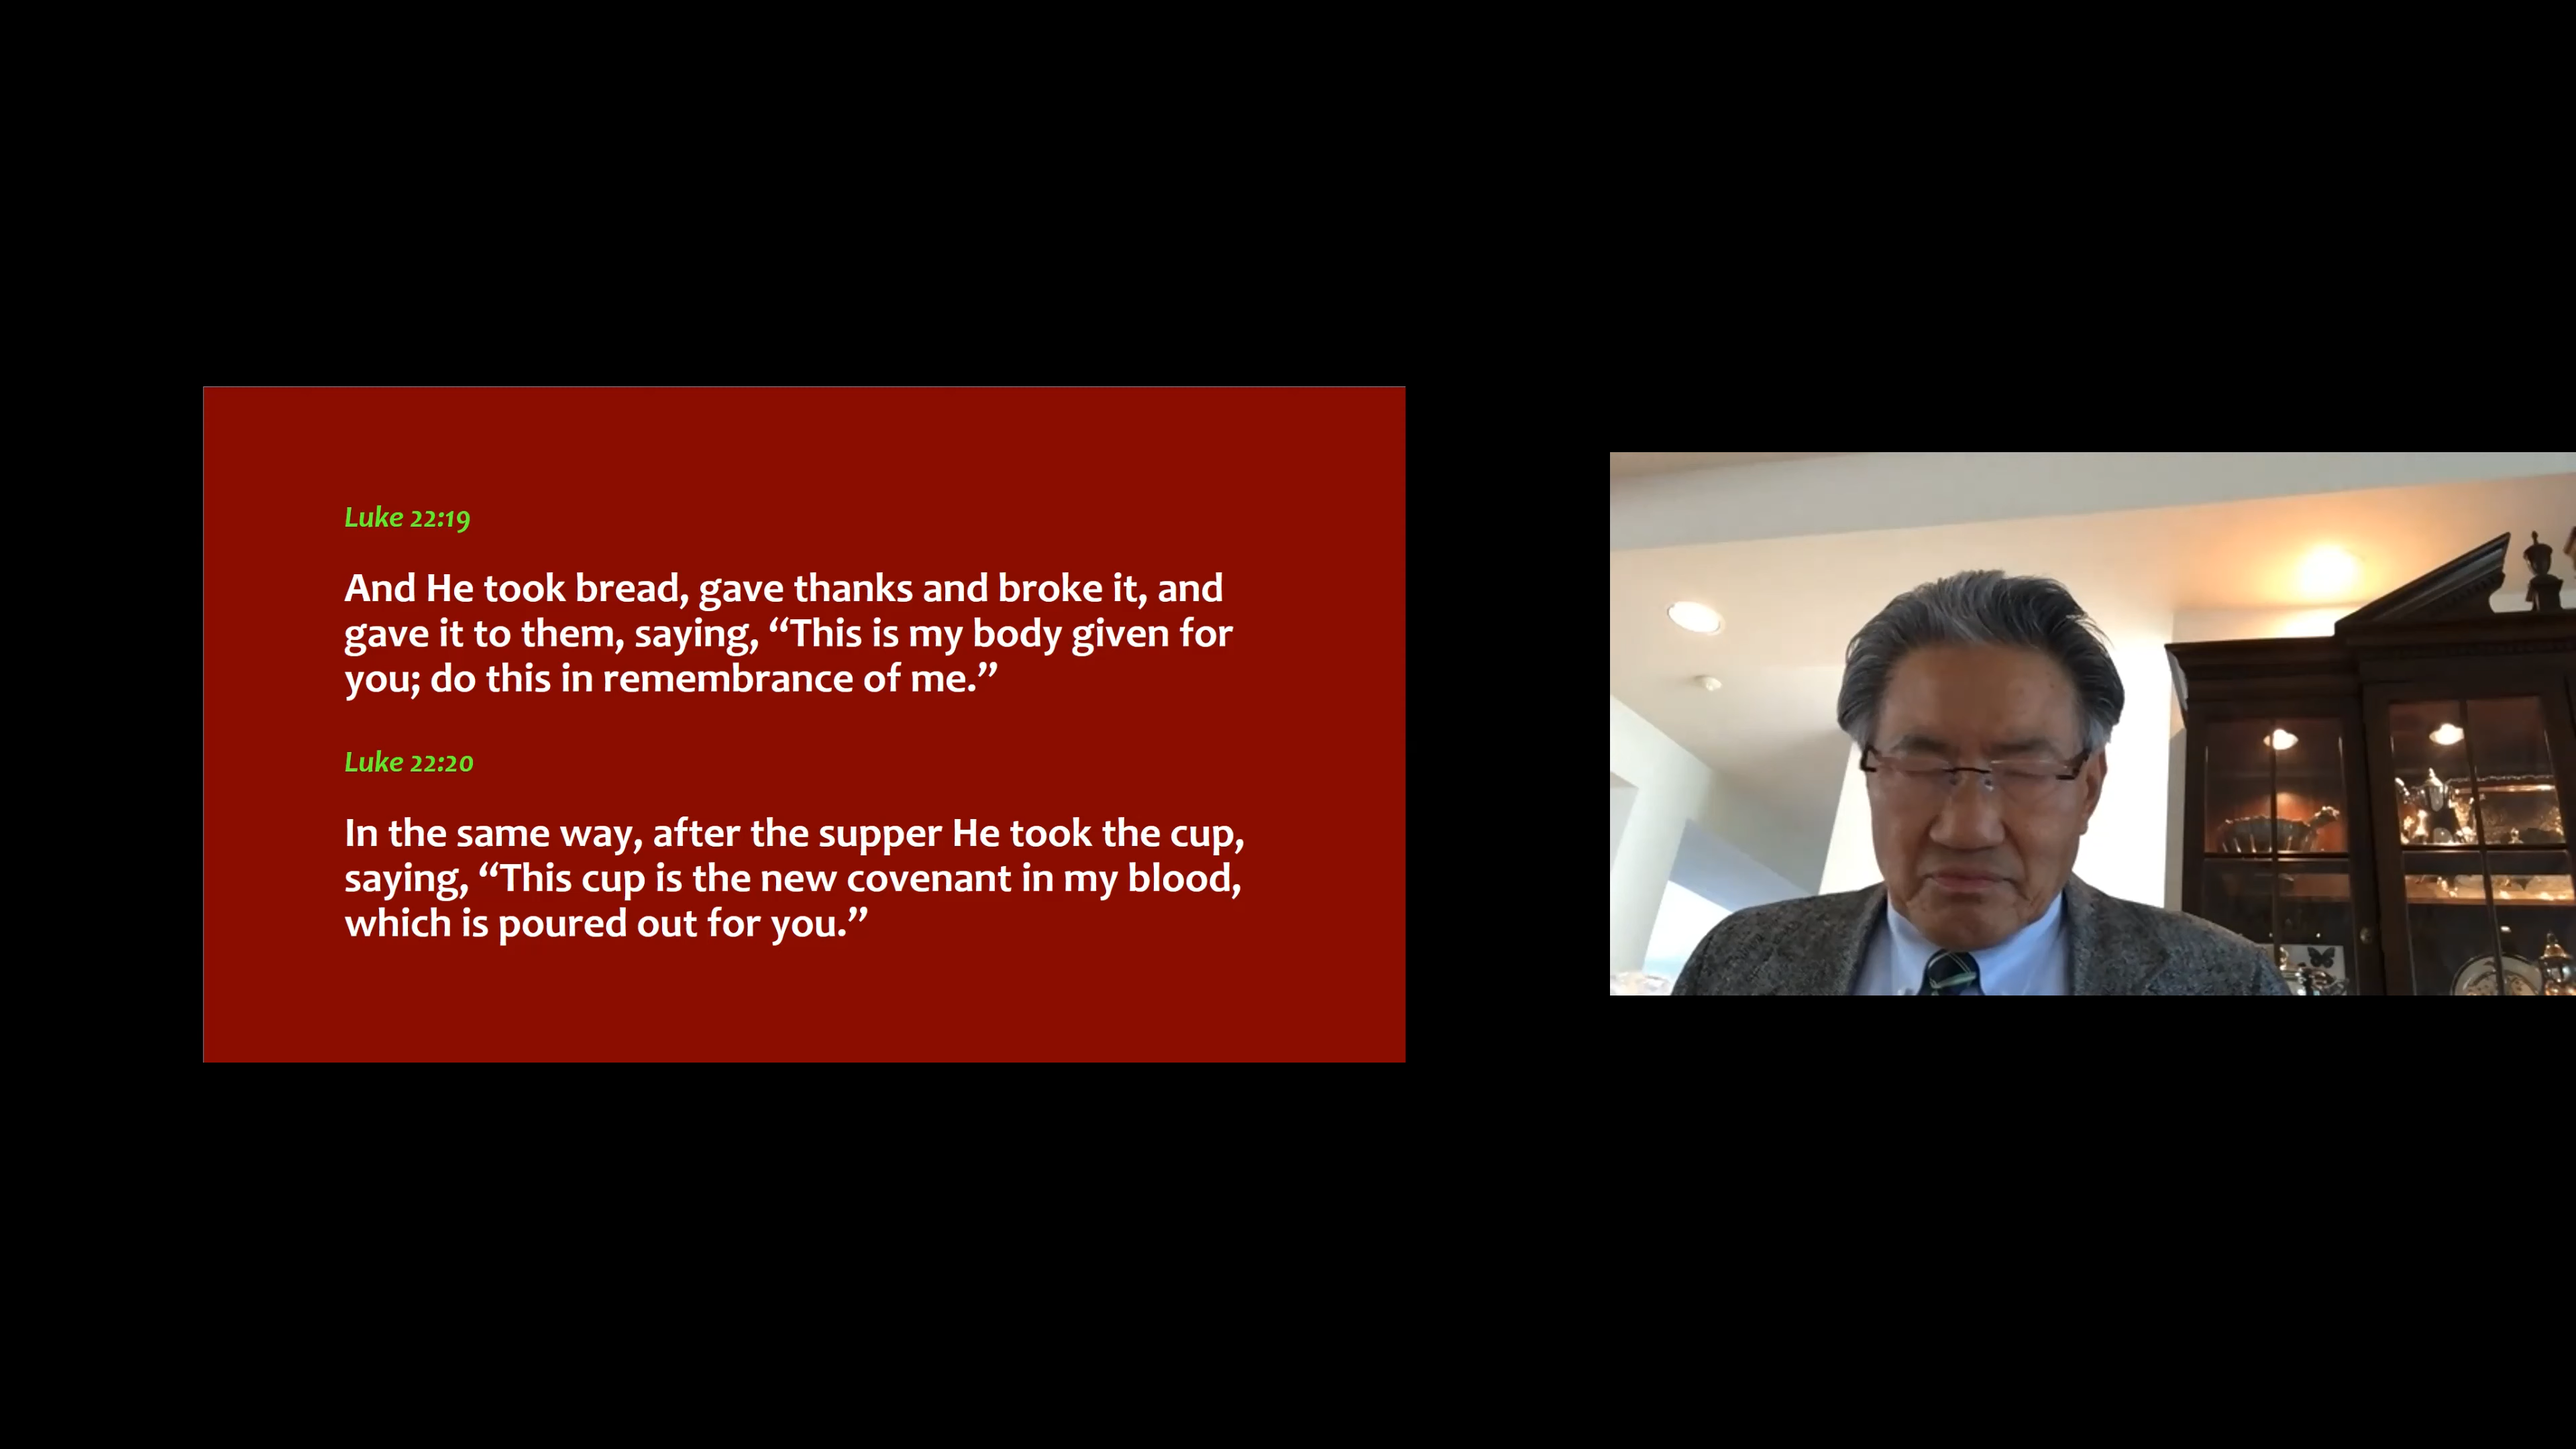 Luke 22:19
And He took bread, gave thanks and broke it, and
gave it to them, saying, “This is my body given for
you; do this in remembrance of me.”
Luke 22:20
In the same way, after the supper He took the cup,
saying, “This cup is the new covenant in my blood,
which is poured out for you.”